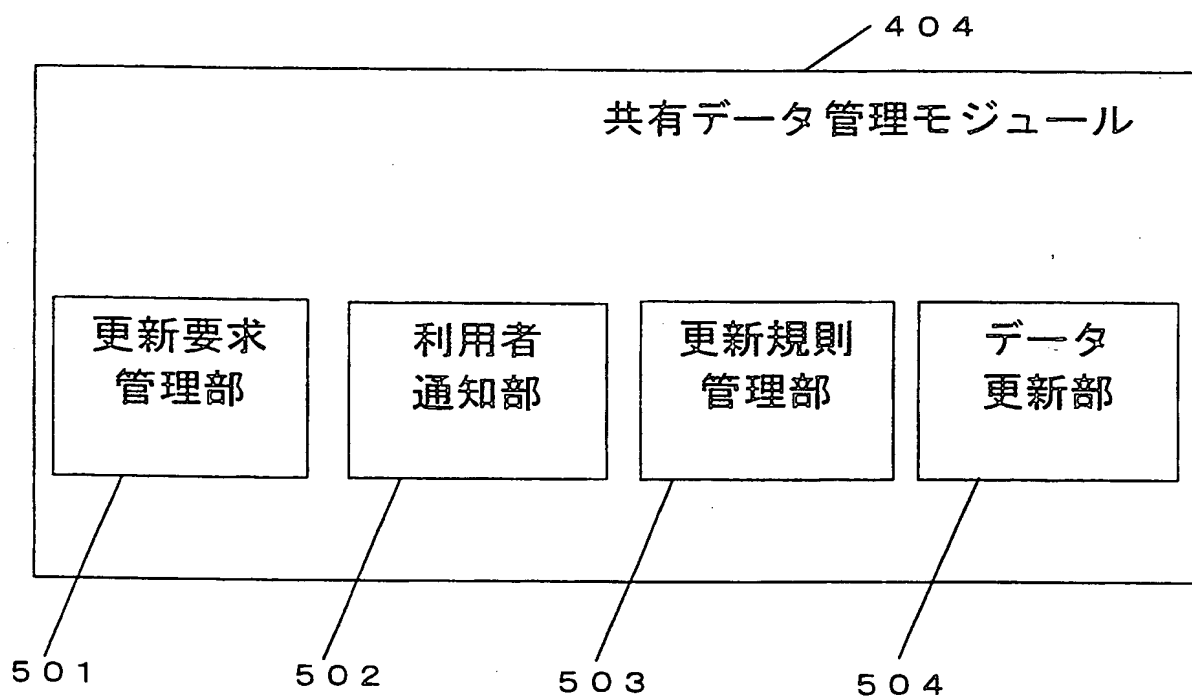 ４０４
共有データ管理モジュール
更新要求
管理部
利用者
通知部
更新規則
管理部
データ
更新部
５０１
５０２
５０３
５０４